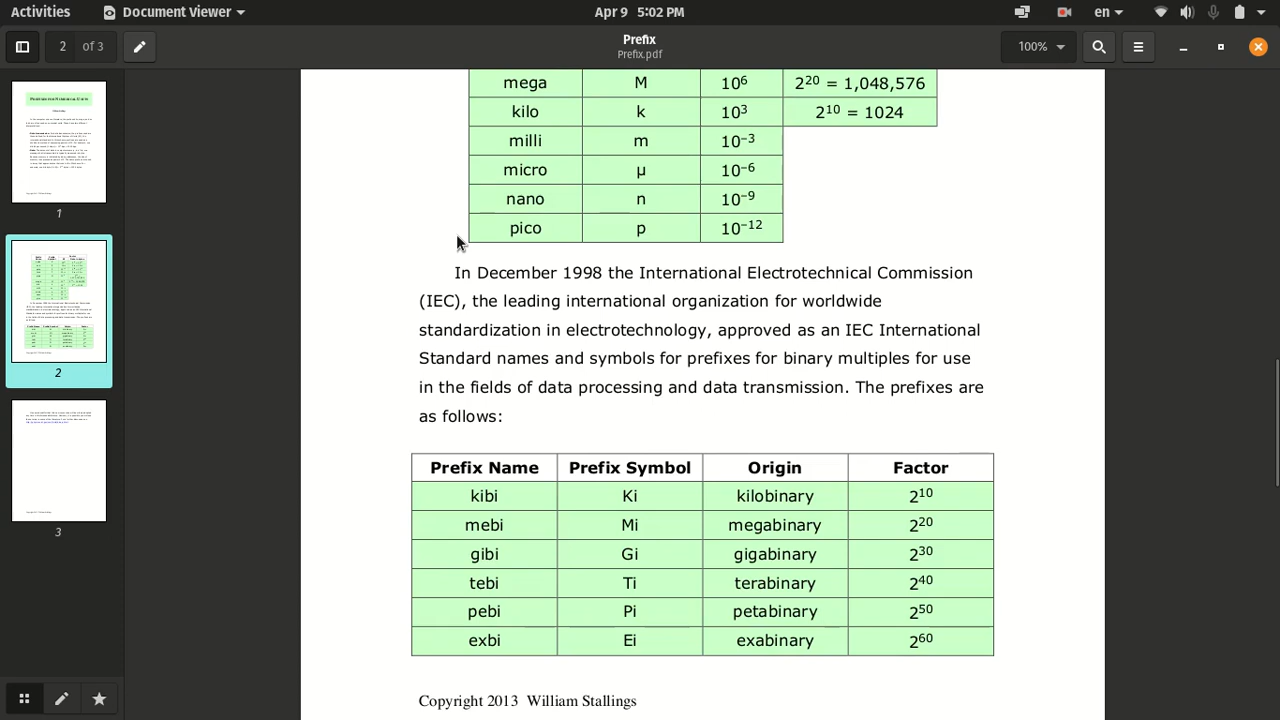 Activities Document Viewer Apr 9 5:02 PM en
2 of 3 Prefix 100%
Prefix.pdf
mega M 10⁶ 2²⁰ = 1,048,576
kilo k 10³ 2¹⁰ = 1024
milli m 10⁻³
micro μ 10⁻⁶
nano n 10⁻⁹
pico p 10⁻¹²
In December 1998 the International Electrotechnical Commission
(IEC), the leading international organization for worldwide
standardization in electrotechnology, approved as an IEC International
Standard names and symbols for prefixes for binary multiples for use
in the fields of data processing and data transmission. The prefixes are
as follows:
Prefix Name Prefix Symbol Origin Factor
kibi Ki kilobinary 2¹⁰
mebi Mi megabinary 2²⁰
gibi Gi gigabinary 2³⁰
tebi Ti terabinary 2⁴⁰
pebi Pi petabinary 2⁵⁰
exbi Ei exabinary 2⁶⁰
Copyright 2013 William Stallings
1
2
3